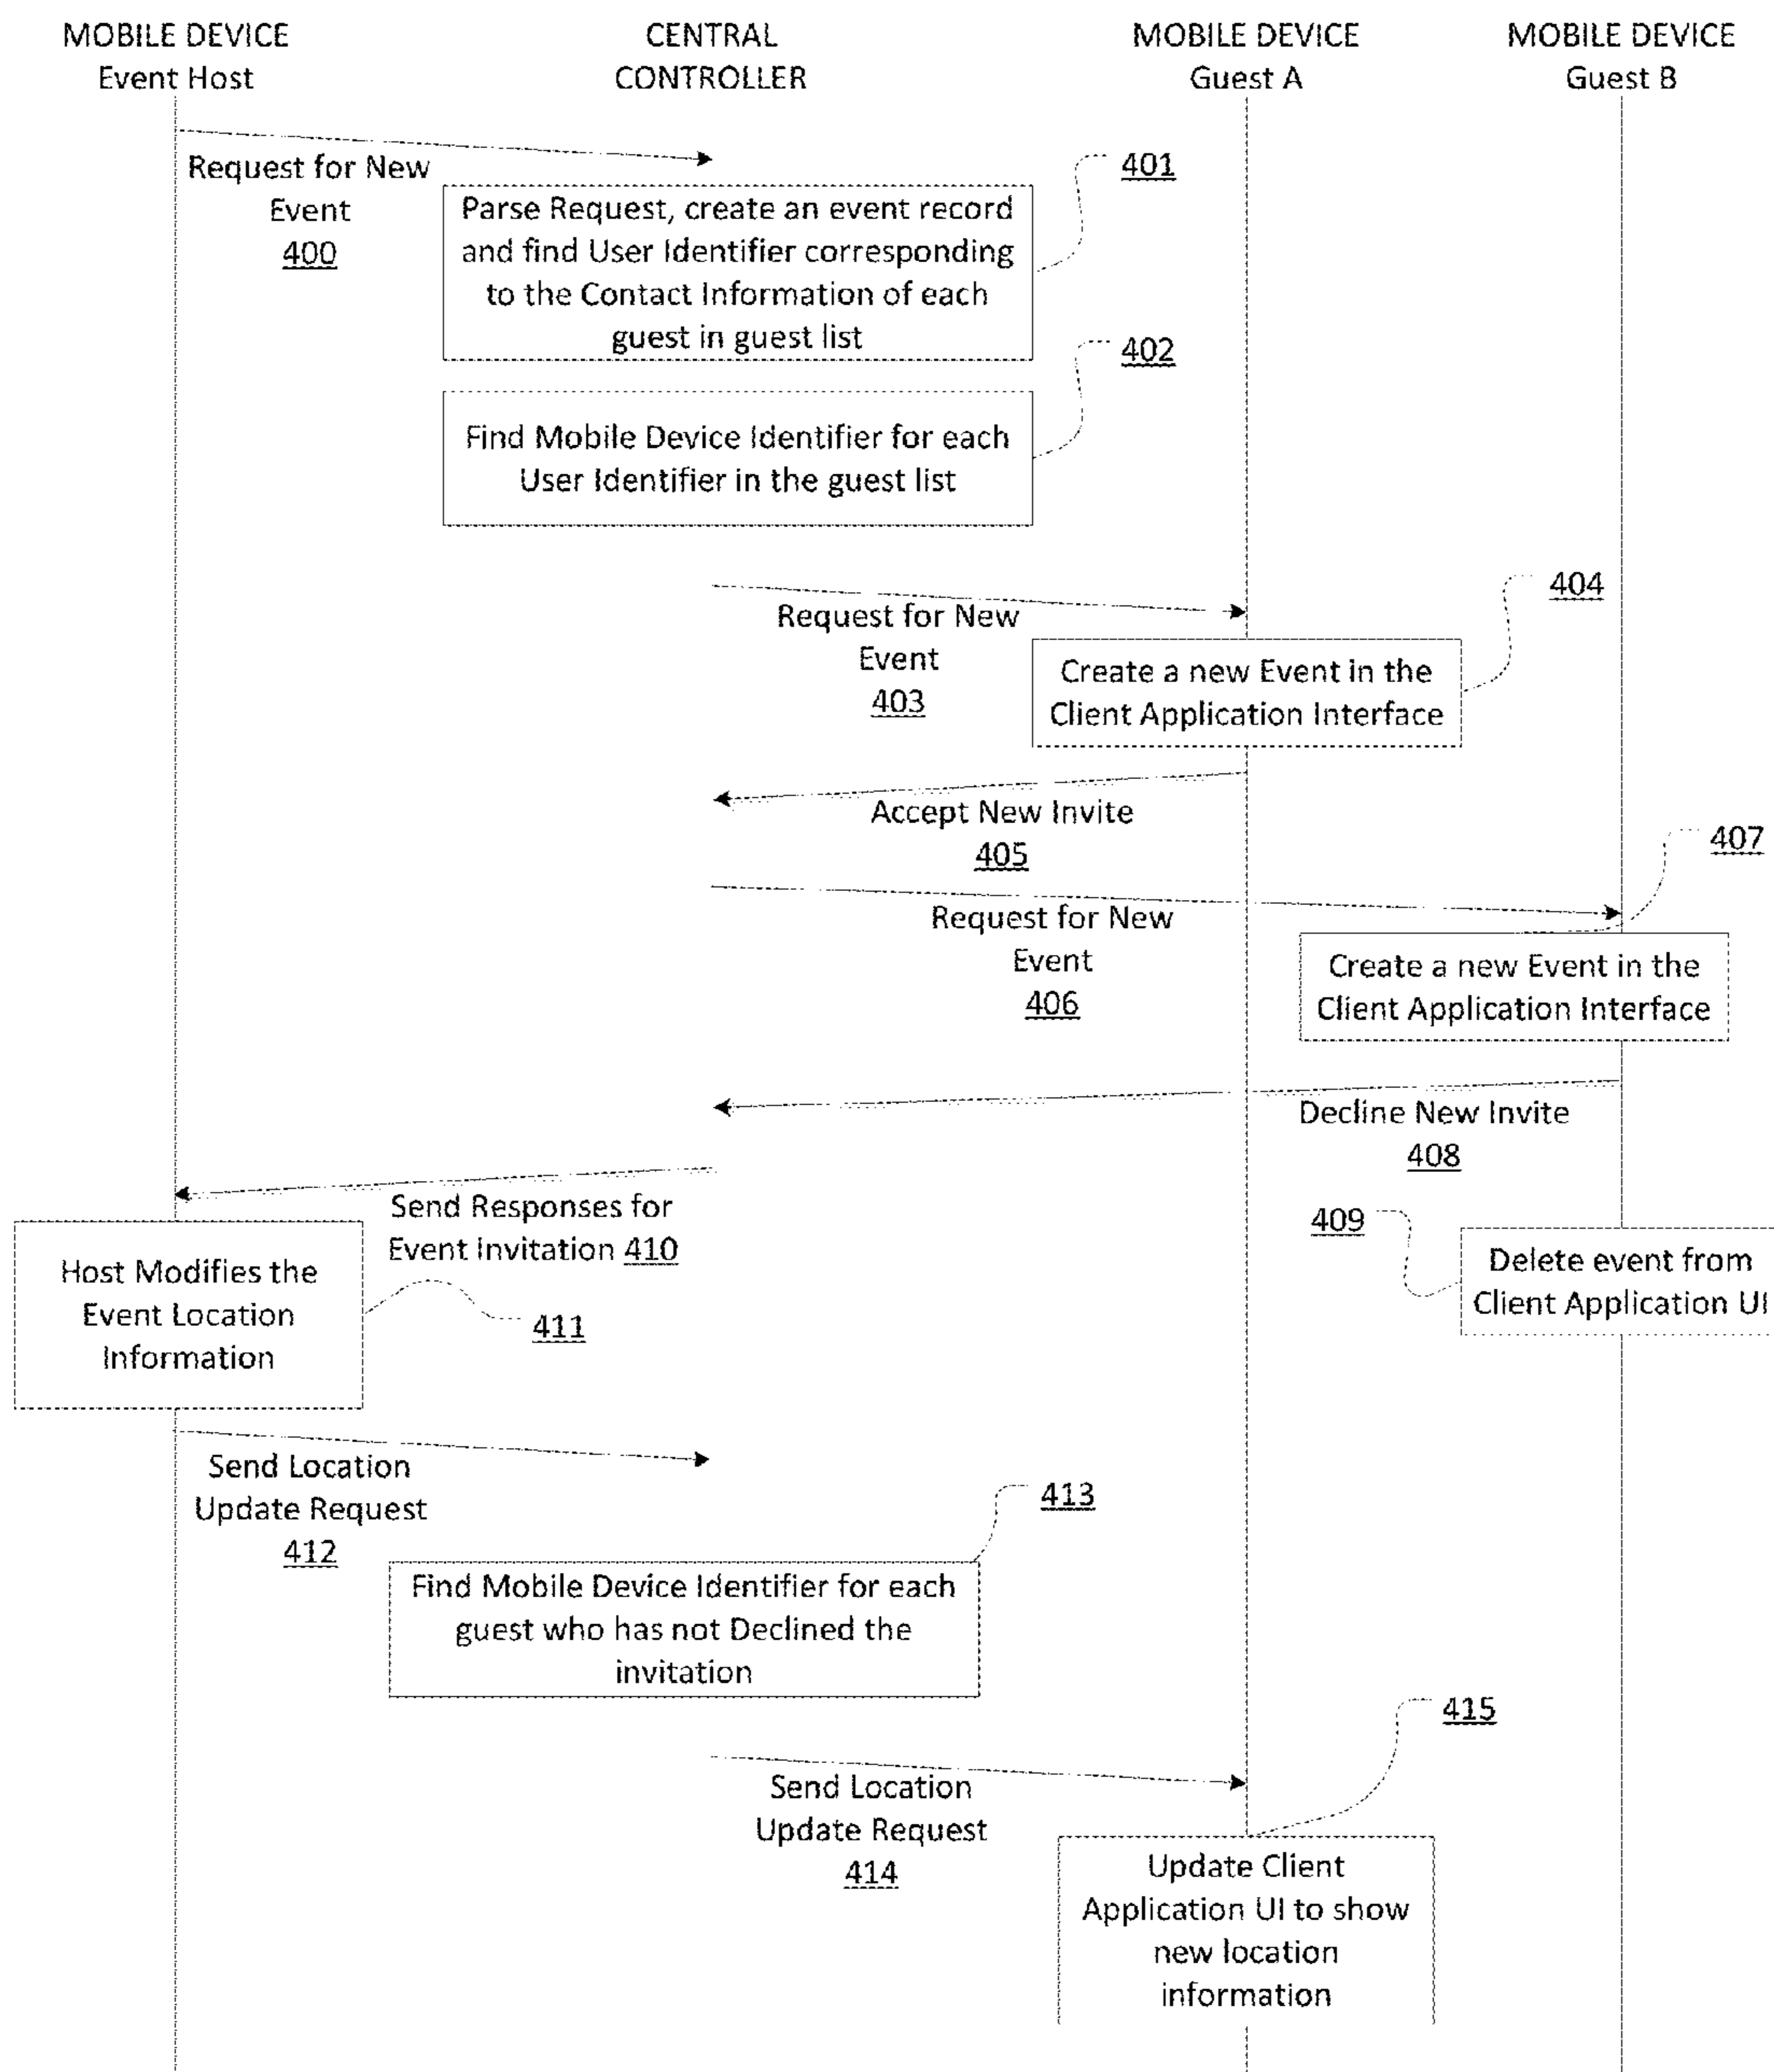 MOBILE DEVICE
Event Host
CENTRAL
CONTROLLER
MOBILE DEVICE
Guest A
MOBILE DEVICE
Guest B
Request for New
Event
400
401
Parse Request, create an event record
and find User Identifier corresponding
to the Contact Information of each
guest in guest list
402
Find Mobile Device Identifier for each
User Identifier in the guest list
Request for New
Event
403
404
Create a new Event in the
Client Application Interface
Accept New Invite
405
Request for New
Event
406
407
Create a new Event in the
Client Application Interface
Decline New Invite
408
Send Responses for
Event Invitation 410
409
Delete event from
Client Application UI
Host Modifies the
Event Location
Information
411
Send Location
Update Request
412
413
Find Mobile Device Identifier for each
guest who has not Declined the
invitation
Send Location
Update Request
414
415
Update Client
Application UI to show
new location
information